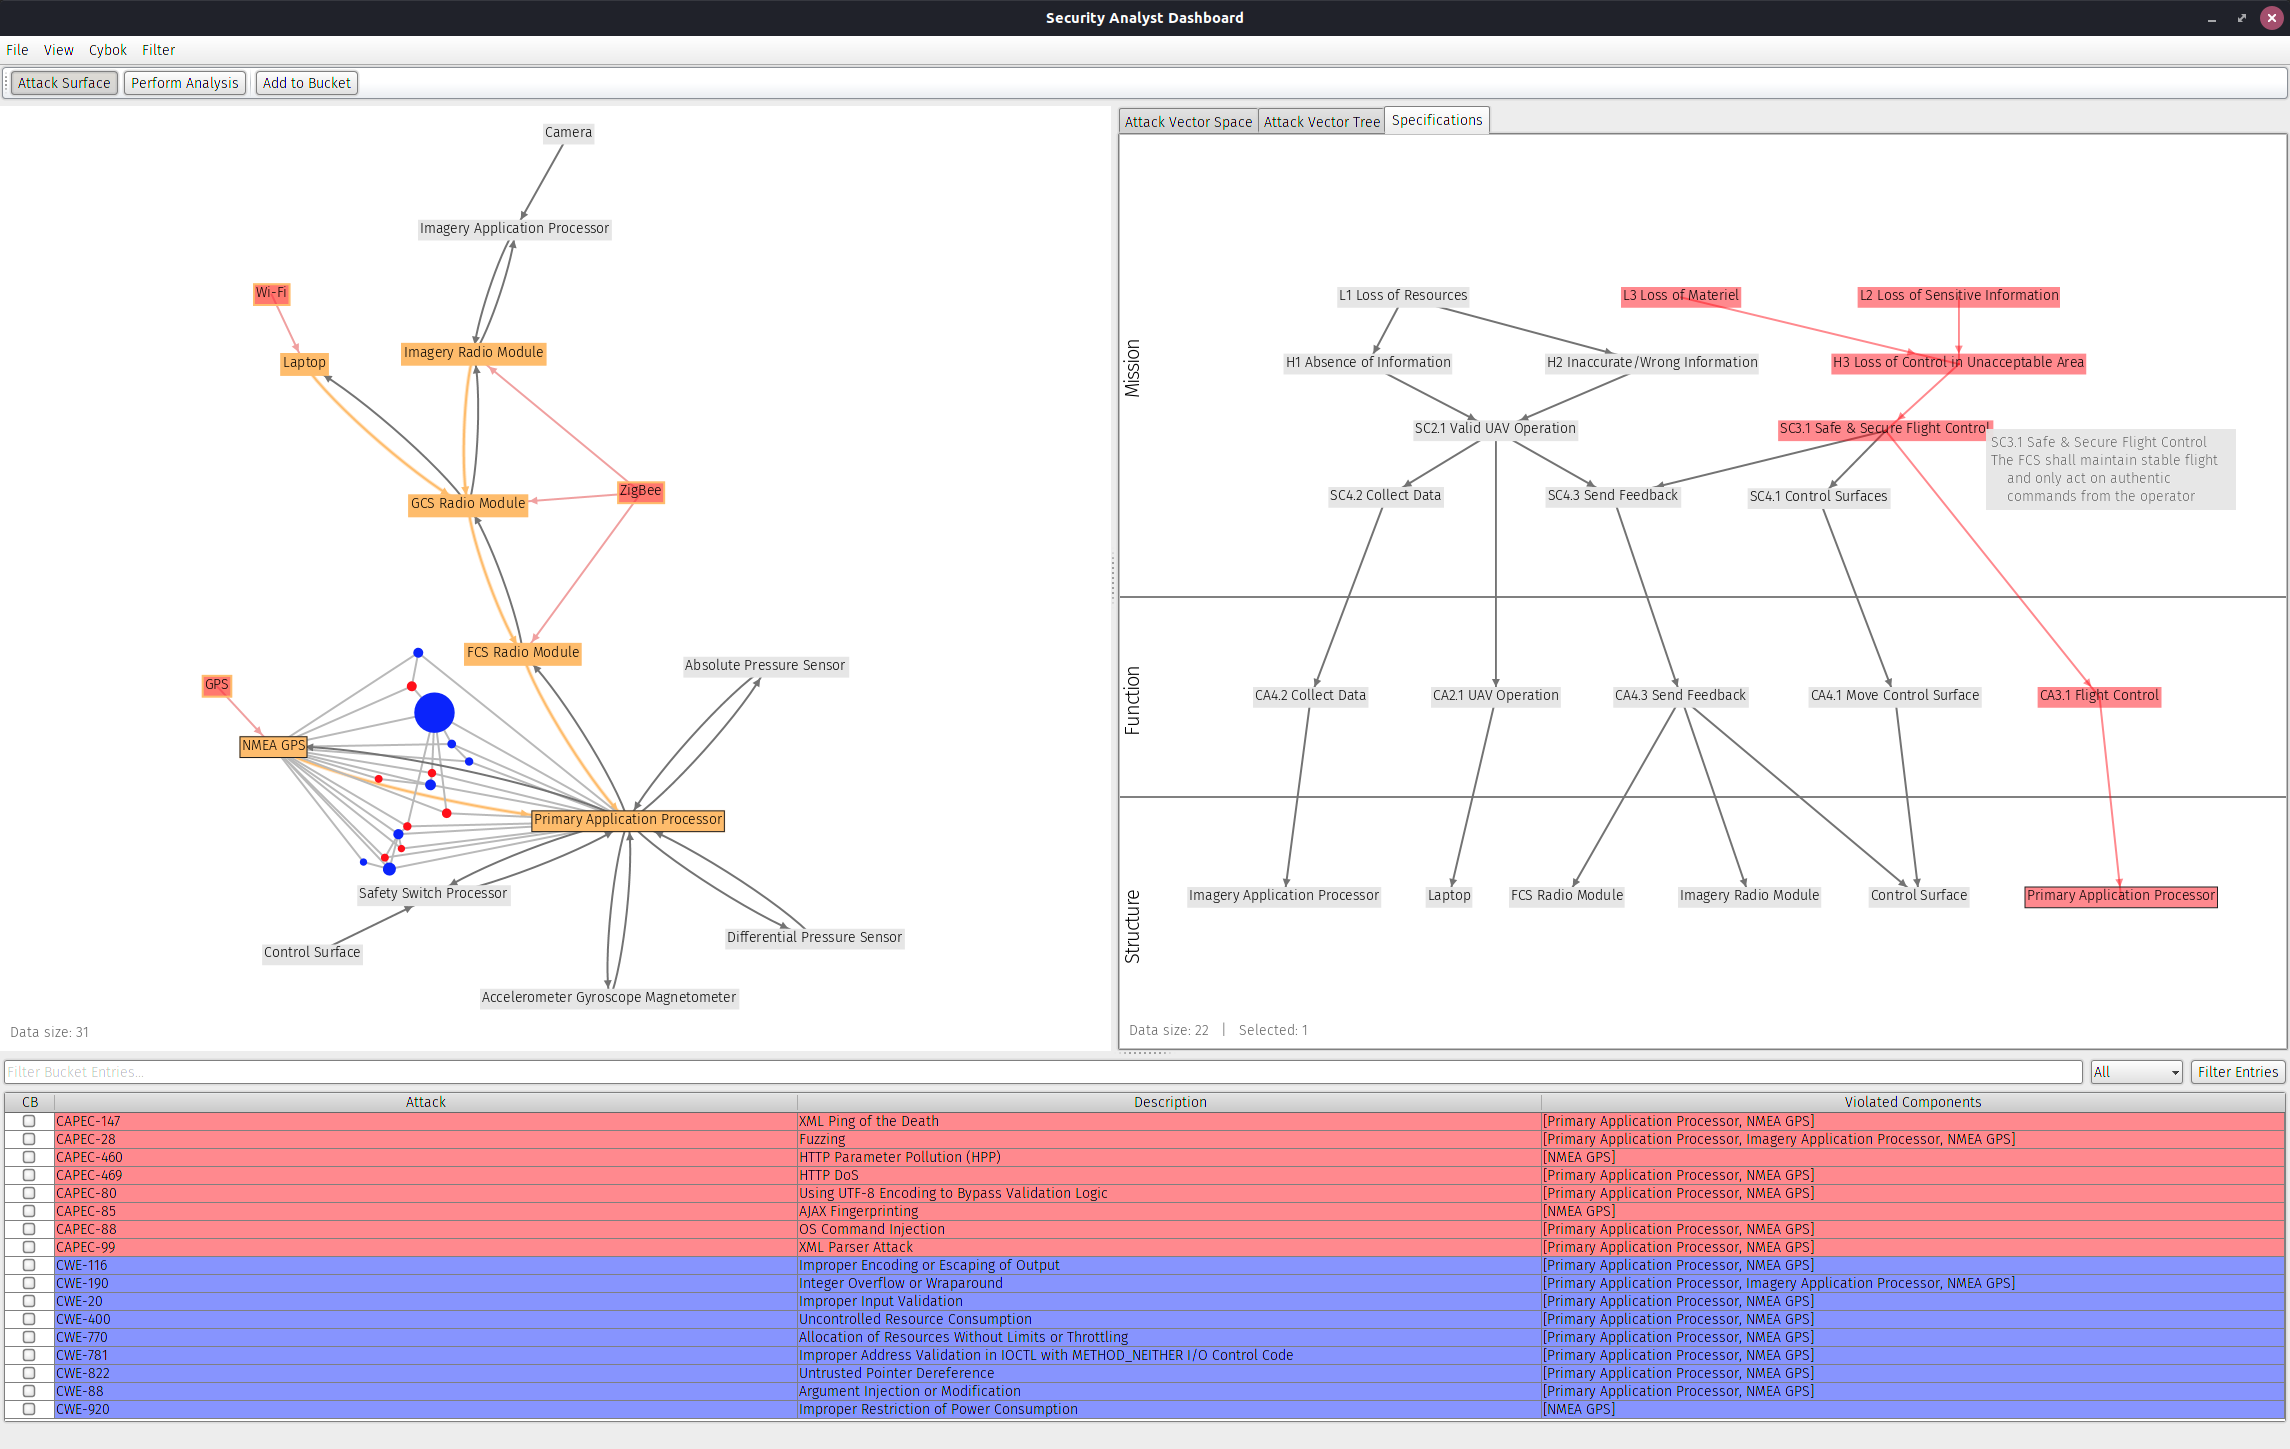 Security Analyst Dashboard
File View Cybok Filter
Attack Surface Perform Analysis Add to Bucket
Camera
Imagery Application Processor
Wi-Fi
Imagery Radio Module
Laptop
ZigBee
GCS Radio Module
FCS Radio Module
Absolute Pressure Sensor
GPS
NMEA GPS
Primary Application Processor
Safety Switch Processor
Differential Pressure Sensor
Control Surface
Accelerometer Gyroscope Magnetometer
Data size: 31
Attack Vector Space Attack Vector Tree Specifications
Mission
L1 Loss of Resources L3 Loss of Materiel L2 Loss of Sensitive Information
H1 Absence of Information H2 Inaccurate/Wrong Information H3 Loss of Control in Unacceptable Area
SC2.1 Valid UAV Operation SC3.1 Safe & Secure Flight Control
SC3.1 Safe & Secure Flight Control
The FCS shall maintain stable flight
and only act on authentic
commands from the operator
SC4.2 Collect Data SC4.3 Send Feedback SC4.1 Control Surfaces
Function
CA4.2 Collect Data CA2.1 UAV Operation CA4.3 Send Feedback CA4.1 Move Control Surface CA3.1 Flight Control
Structure
Imagery Application Processor Laptop FCS Radio Module Imagery Radio Module Control Surface Primary Application Processor
Data size: 22 | Selected: 1
Filter Bucket Entries... All Filter Entries
CB Attack Description Violated Components
CAPEC-147 XML Ping of the Death [Primary Application Processor, NMEA GPS]
CAPEC-28 Fuzzing [Primary Application Processor, Imagery Application Processor, NMEA GPS]
CAPEC-460 HTTP Parameter Pollution (HPP) [NMEA GPS]
CAPEC-469 HTTP DoS [Primary Application Processor, NMEA GPS]
CAPEC-80 Using UTF-8 Encoding to Bypass Validation Logic [Primary Application Processor, NMEA GPS]
CAPEC-85 AJAX Fingerprinting [NMEA GPS]
CAPEC-88 OS Command Injection [Primary Application Processor, NMEA GPS]
CAPEC-99 XML Parser Attack [Primary Application Processor, NMEA GPS]
CWE-116 Improper Encoding or Escaping of Output [Primary Application Processor, NMEA GPS]
CWE-190 Integer Overflow or Wraparound [Primary Application Processor, Imagery Application Processor, NMEA GPS]
CWE-20 Improper Input Validation [Primary Application Processor, NMEA GPS]
CWE-400 Uncontrolled Resource Consumption [Primary Application Processor, NMEA GPS]
CWE-770 Allocation of Resources Without Limits or Throttling [Primary Application Processor, NMEA GPS]
CWE-781 Improper Address Validation in IOCTL with METHOD_NEITHER I/O Control Code [Primary Application Processor, NMEA GPS]
CWE-822 Untrusted Pointer Dereference [Primary Application Processor, NMEA GPS]
CWE-88 Argument Injection or Modification [Primary Application Processor, NMEA GPS]
CWE-920 Improper Restriction of Power Consumption [NMEA GPS]